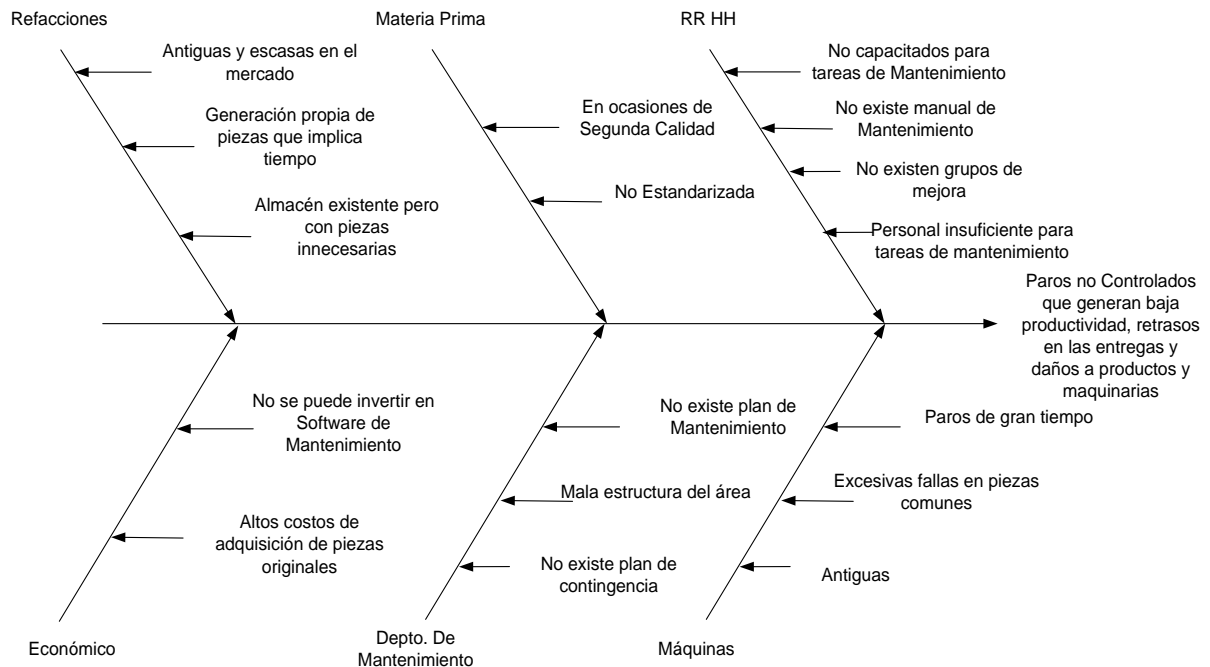 Refacciones
Antiguas y escasas en el
mercado
Generación propia de
piezas que implica
tiempo
Almacén existente pero
con piezas
innecesarias
Materia Prima
En ocasiones de
Segunda Calidad
No Estandarizada
RR HH
No capacitados para
tareas de Mantenimiento
No existe manual de
Mantenimiento
No existen grupos de
mejora
Personal insuficiente para
tareas de mantenimiento
Paros no Controlados
que generan baja
productividad, retrasos
en las entregas y
daños a productos y
maquinarias
No se puede invertir en
Software de
Mantenimiento
Altos costos de
adquisición de piezas
originales
Económico
No existe plan de
Mantenimiento
Mala estructura del área
No existe plan de
contingencia
Depto. De
Mantenimiento
Paros de gran tiempo
Excesivas fallas en piezas
comunes
Antiguas
Máquinas